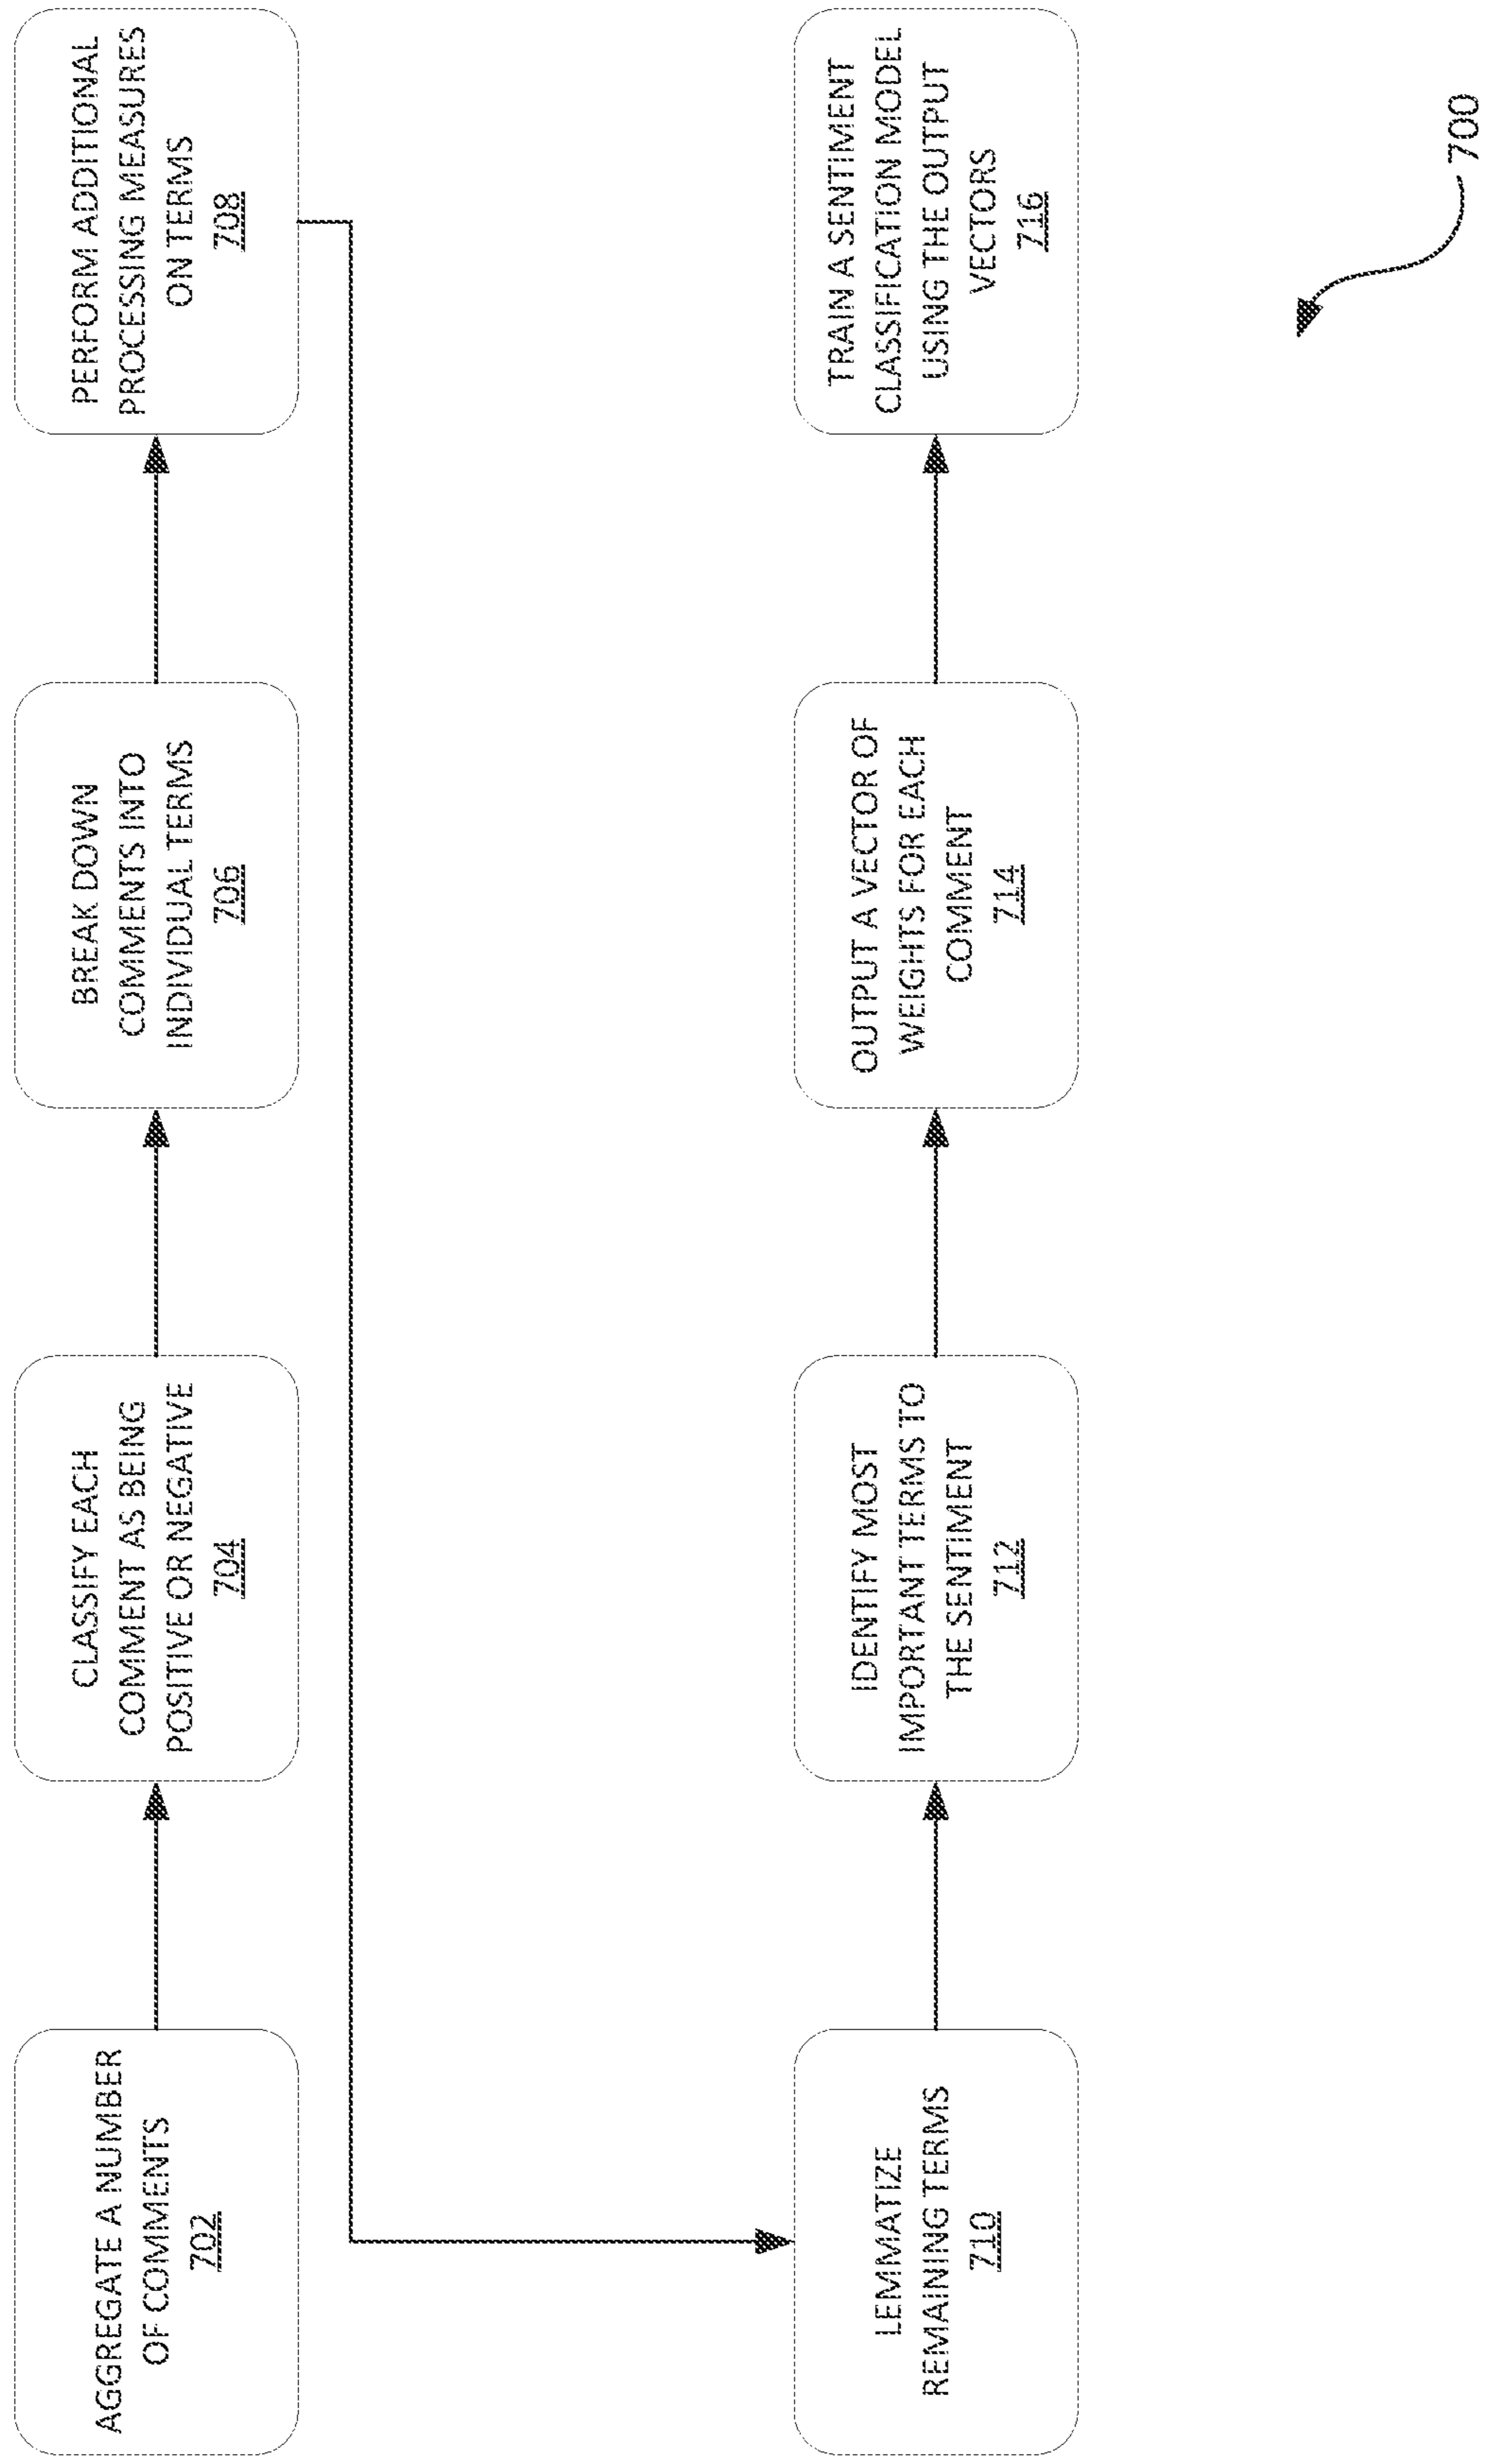 AGGREGATE A NUMBER
OF COMMENTS
702
CLASSIFY EACH
COMMENT AS BEING
POSITIVE OR NEGATIVE
704
BREAK DOWN
COMMENTS INTO
INDIVIDUAL TERMS
706
PERFORM ADDITIONAL
PROCESSING MEASURES
ON TERMS
708
LEMMATIZE
REMAINING TERMS
710
IDENTIFY MOST
IMPORTANT TERMS TO
THE SENTIMENT
712
OUTPUT A VECTOR OF
WEIGHTS FOR EACH
COMMENT
714
TRAIN A SENTIMENT
CLASSIFICATION MODEL
USING THE OUTPUT
VECTORS
716
700